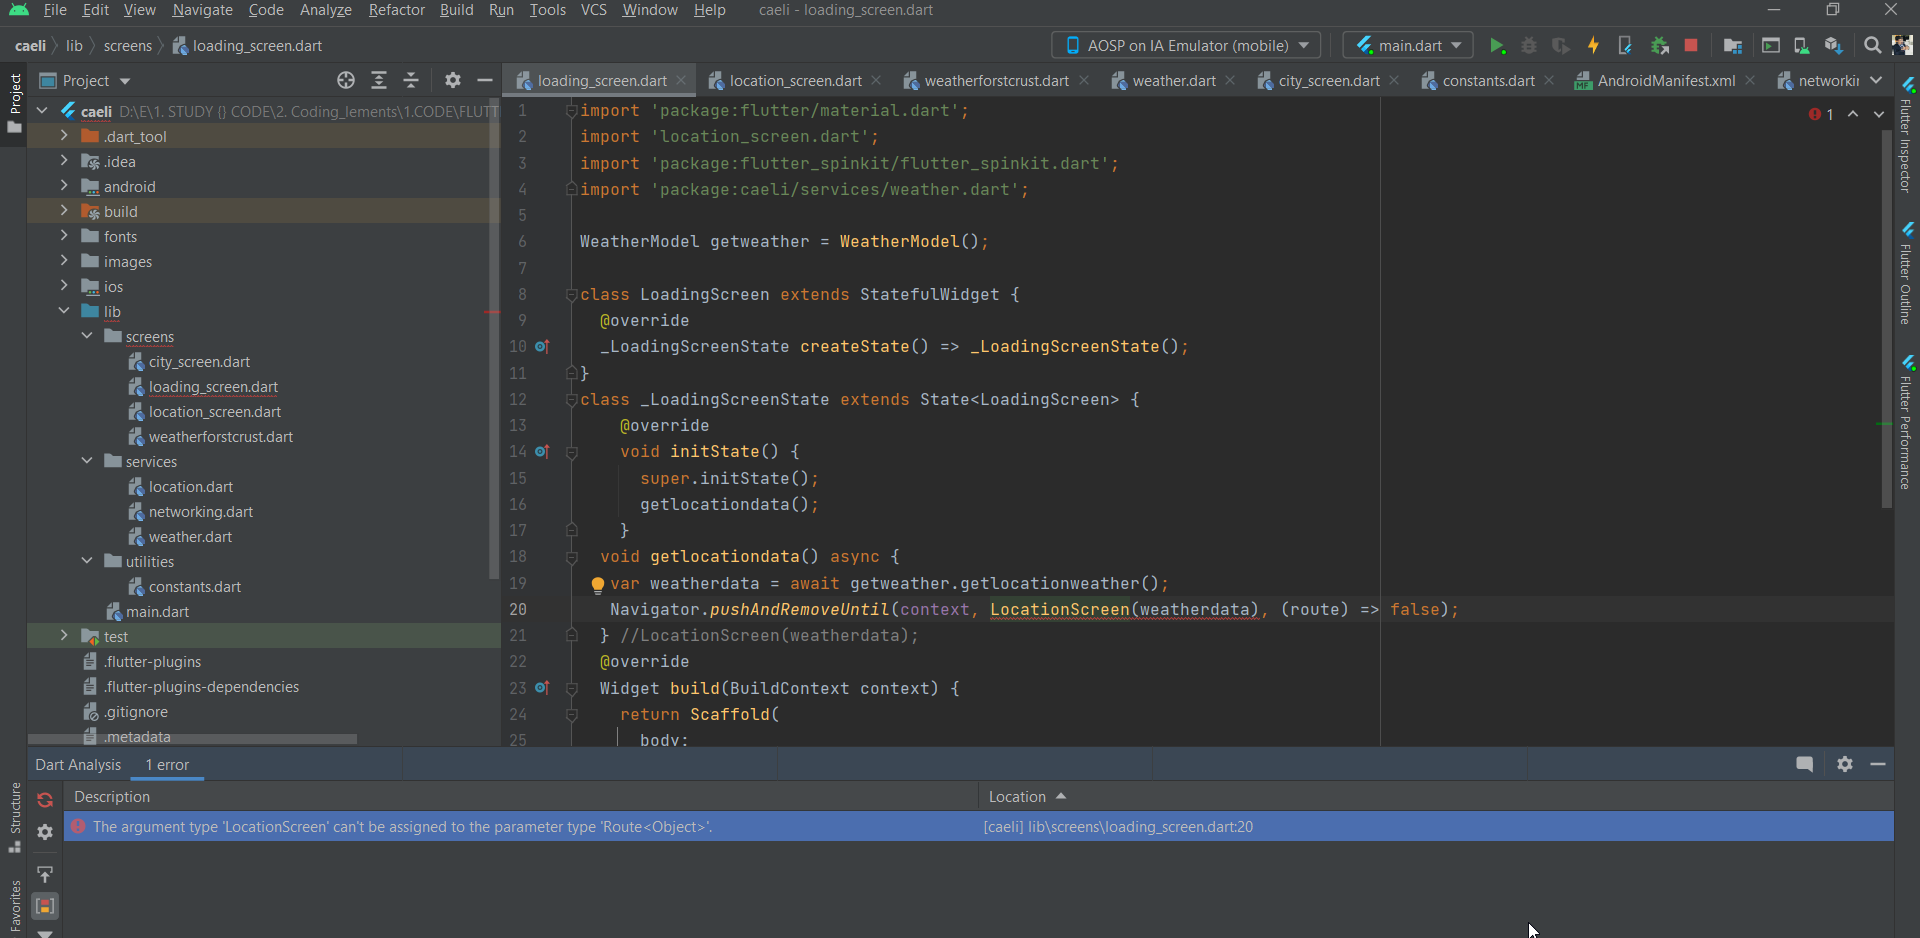 File Edit View Navigate Code Analyze Refactor Build Run Tools VCS Window Help caeli - loading_screen.dart
caeli lib screens loading_screen.dart AOSP on IA Emulator (mobile) main.dart
Project
Project
loading_screen.dart location_screen.dart weatherforstcrust.dart weather.dart city_screen.dart constants.dart AndroidManifest.xml networkin
caeli D:\E\1. STUDY {} CODE\2. Coding_lements\1.CODE\FLUTT
.dart_tool
.idea
android
build
fonts
images
ios
lib
screens
city_screen.dart
loading_screen.dart
location_screen.dart
weatherforstcrust.dart
services
location.dart
networking.dart
weather.dart
utilities
constants.dart
main.dart
test
.flutter-plugins
.flutter-plugins-dependencies
.gitignore
.metadata
1 import 'package:flutter/material.dart';
2 import 'location_screen.dart';
3 import 'package:flutter_spinkit/flutter_spinkit.dart';
4 import 'package:caeli/services/weather.dart';
5
6 WeatherModel getweather = WeatherModel();
7
8 class LoadingScreen extends StatefulWidget {
9 @override
10 _LoadingScreenState createState() => _LoadingScreenState();
11 }
12 class _LoadingScreenState extends State<LoadingScreen> {
13 @override
14 void initState() {
15 super.initState();
16 getlocationdata();
17 }
18 void getlocationdata() async {
19 var weatherdata = await getweather.getlocationweather();
20 Navigator.pushAndRemoveUntil(context, LocationScreen(weatherdata), (route) => false);
21 } //LocationScreen(weatherdata);
22 @override
23 Widget build(BuildContext context) {
24 return Scaffold(
25 body:
1
Flutter Inspector
Flutter Outline
Flutter Performance
Dart Analysis 1 error
Description Location
The argument type 'LocationScreen' can't be assigned to the parameter type 'Route<Object>'. [caeli] lib\screens\loading_screen.dart:20
Structure
Favorites